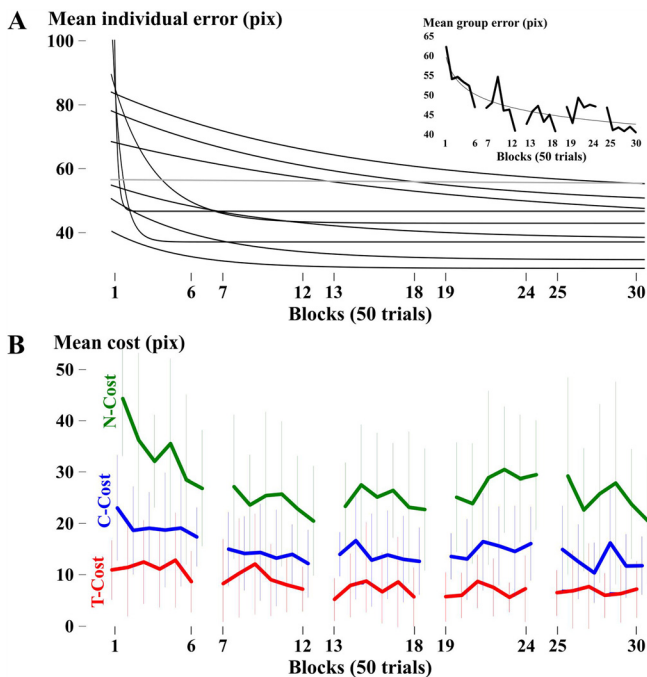 A
Mean individual error (pix)
100
80
60
40
1 6 7 12 13 18 19 24 25 30
Blocks (50 trials)
Mean group error (pix)
65
60
55
50
45
40
1 6 7 12 13 18 19 24 25 30
Blocks (50 trials)
B
Mean cost (pix)
50
40
30
20
10
0
N-Cost
C-Cost
T-Cost
1 6 7 12 13 18 19 24 25 30
Blocks (50 trials)